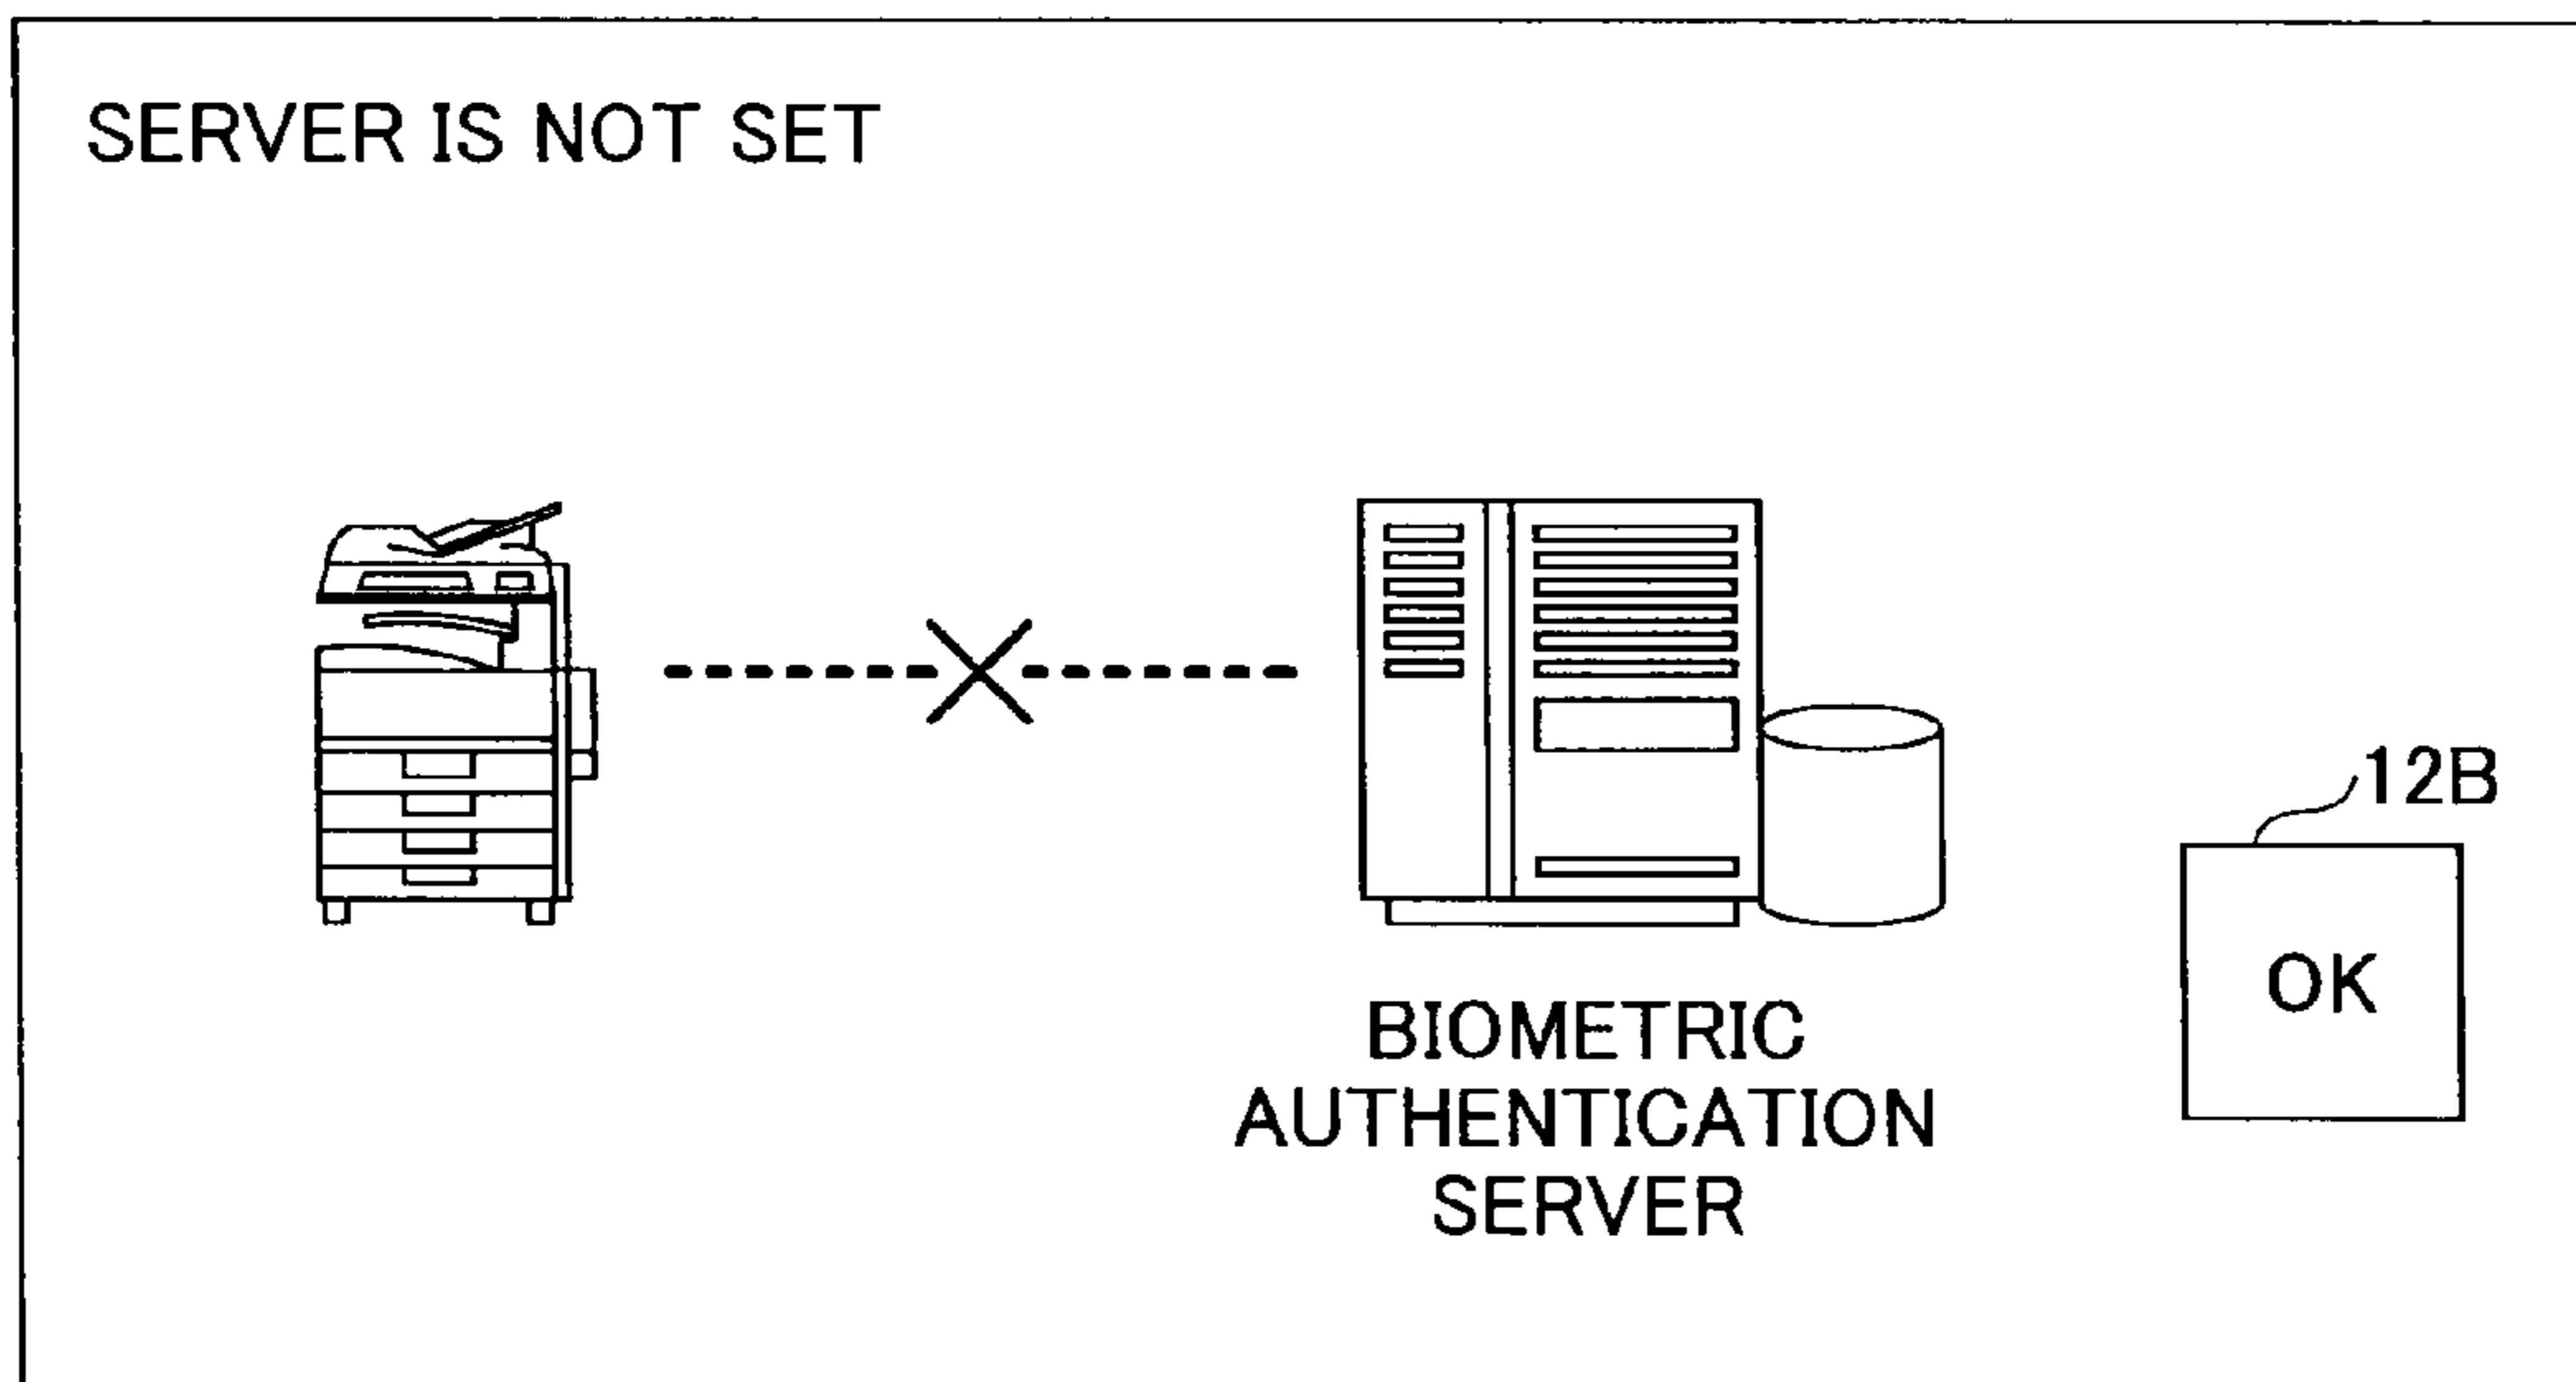 SERVER IS NOT SET
12B
OK
BIOMETRIC
AUTHENTICATION
SERVER